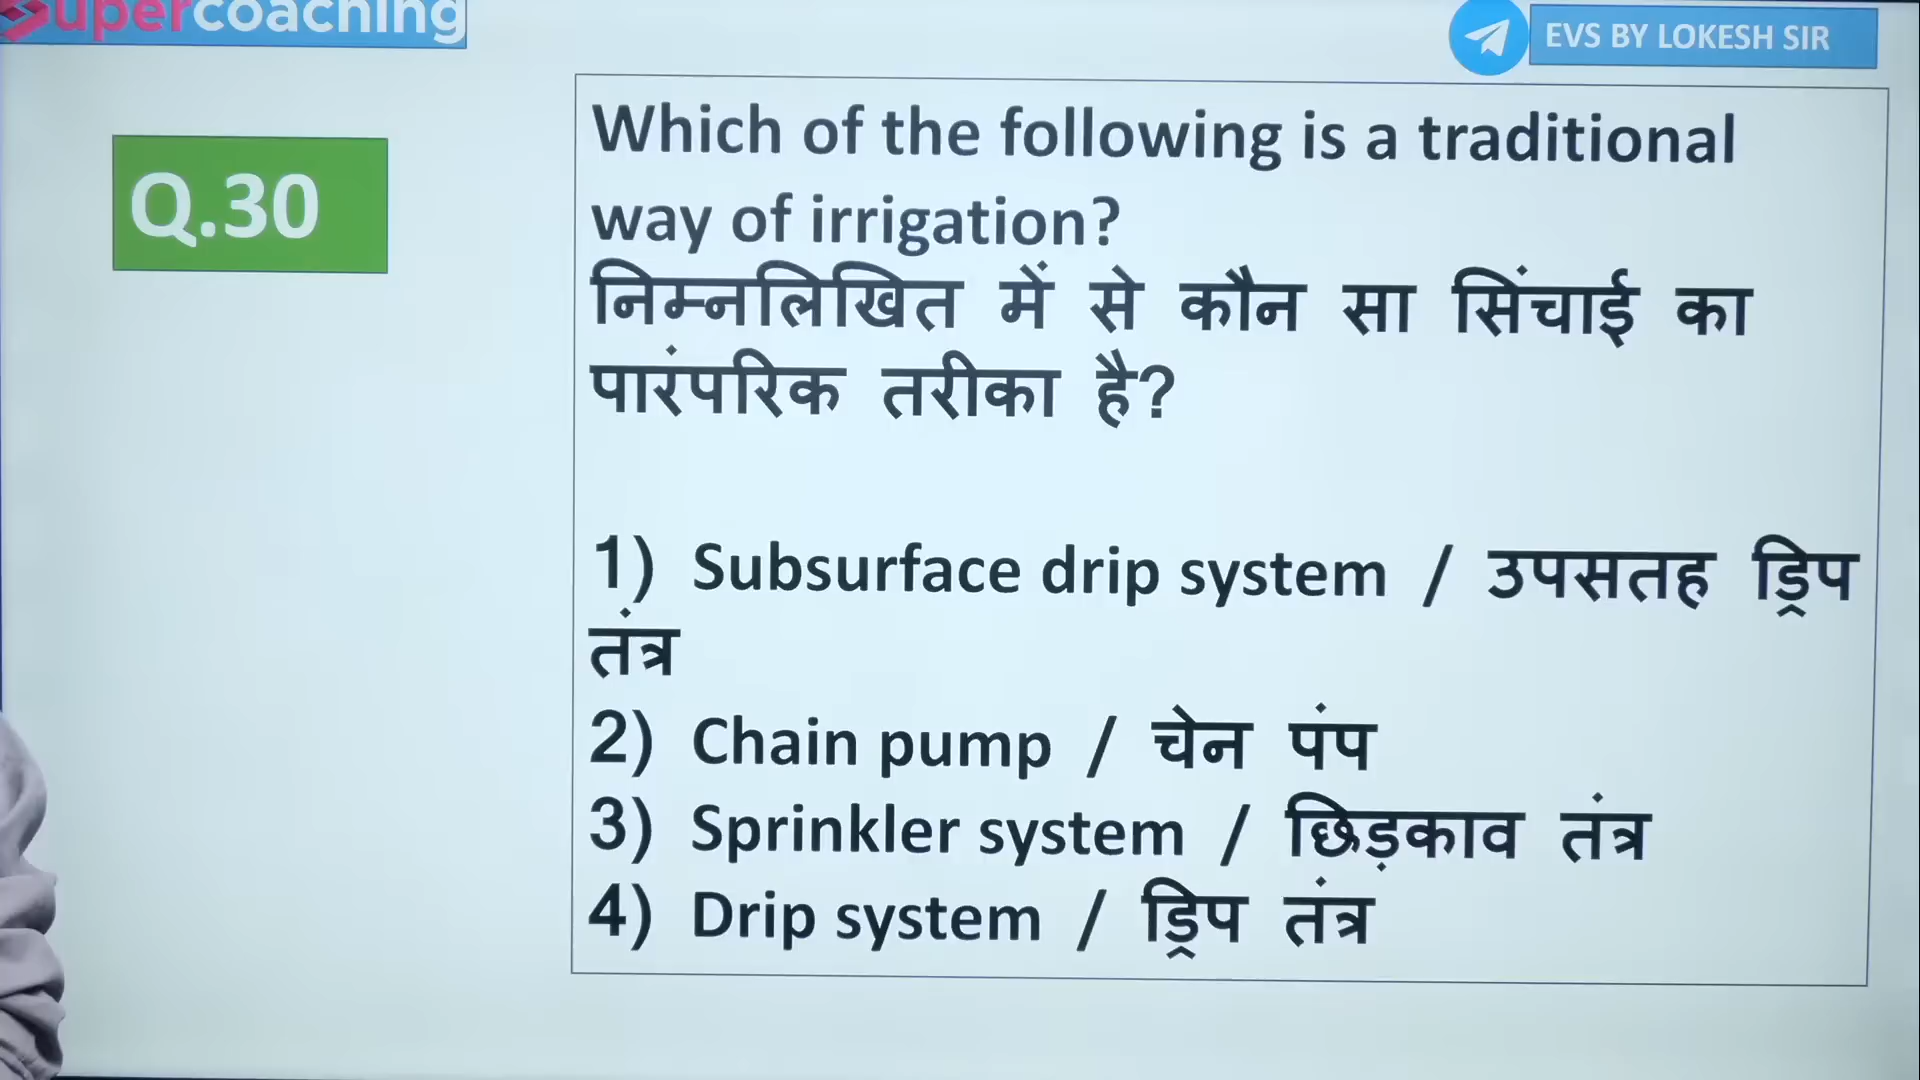 Supercoaching
EVS BY LOKESH SIR
Q.30
Which of the following is a traditional
way of irrigation?
निम्नलिखित में से कौन सा सिंचाई का
पारंपरिक तरीका है?
1) Subsurface drip system / उपसतह ड्रिप
तंत्र
2) Chain pump / चेन पंप
3) Sprinkler system / छिड़काव तंत्र
4) Drip system / ड्रिप तंत्र